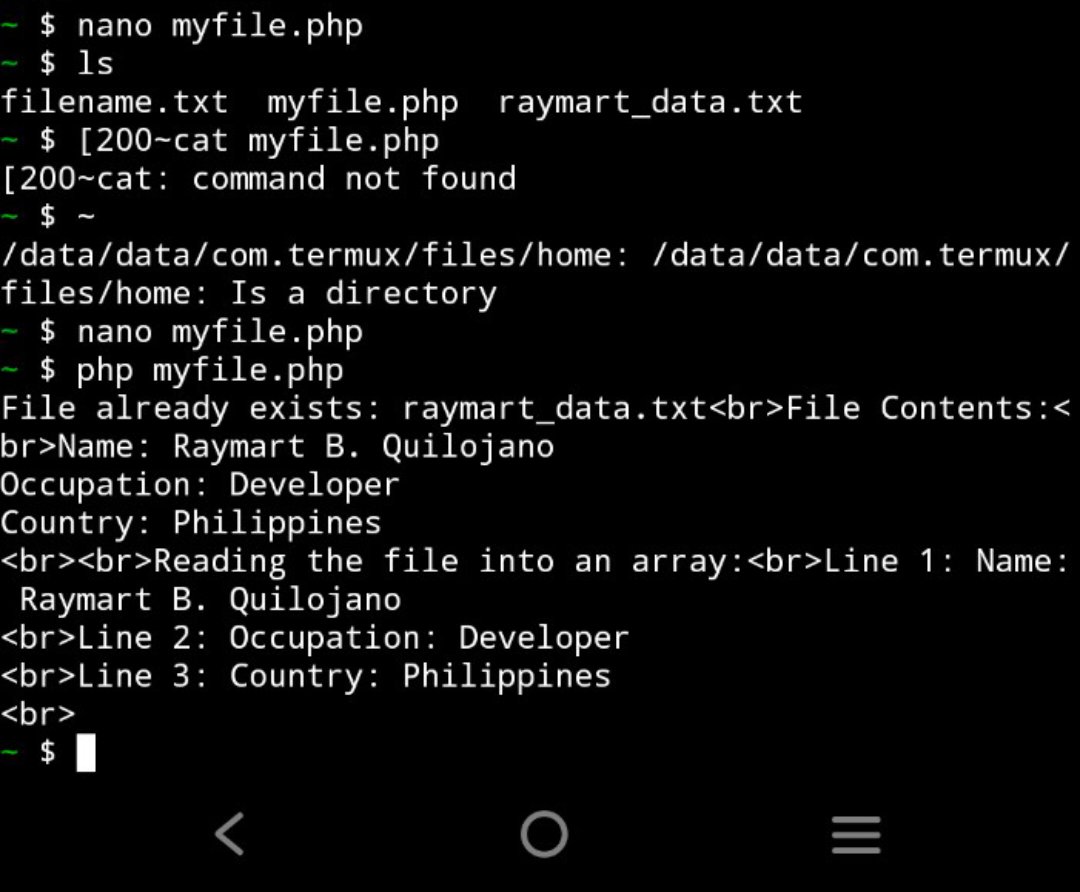 ~ $ nano myfile.php
~ $ ls
filename.txt  myfile.php  raymart_data.txt
~ $ [200~cat myfile.php
[200~cat: command not found
~ $ ~
/data/data/com.termux/files/home: /data/data/com.termux/
files/home: Is a directory
~ $ nano myfile.php
~ $ php myfile.php
File already exists: raymart_data.txt<br>File Contents:<
br>Name: Raymart B. Quilojano
Occupation: Developer
Country: Philippines
<br><br>Reading the file into an array:<br>Line 1: Name:
 Raymart B. Quilojano
<br>Line 2: Occupation: Developer
<br>Line 3: Country: Philippines
<br>
~ $